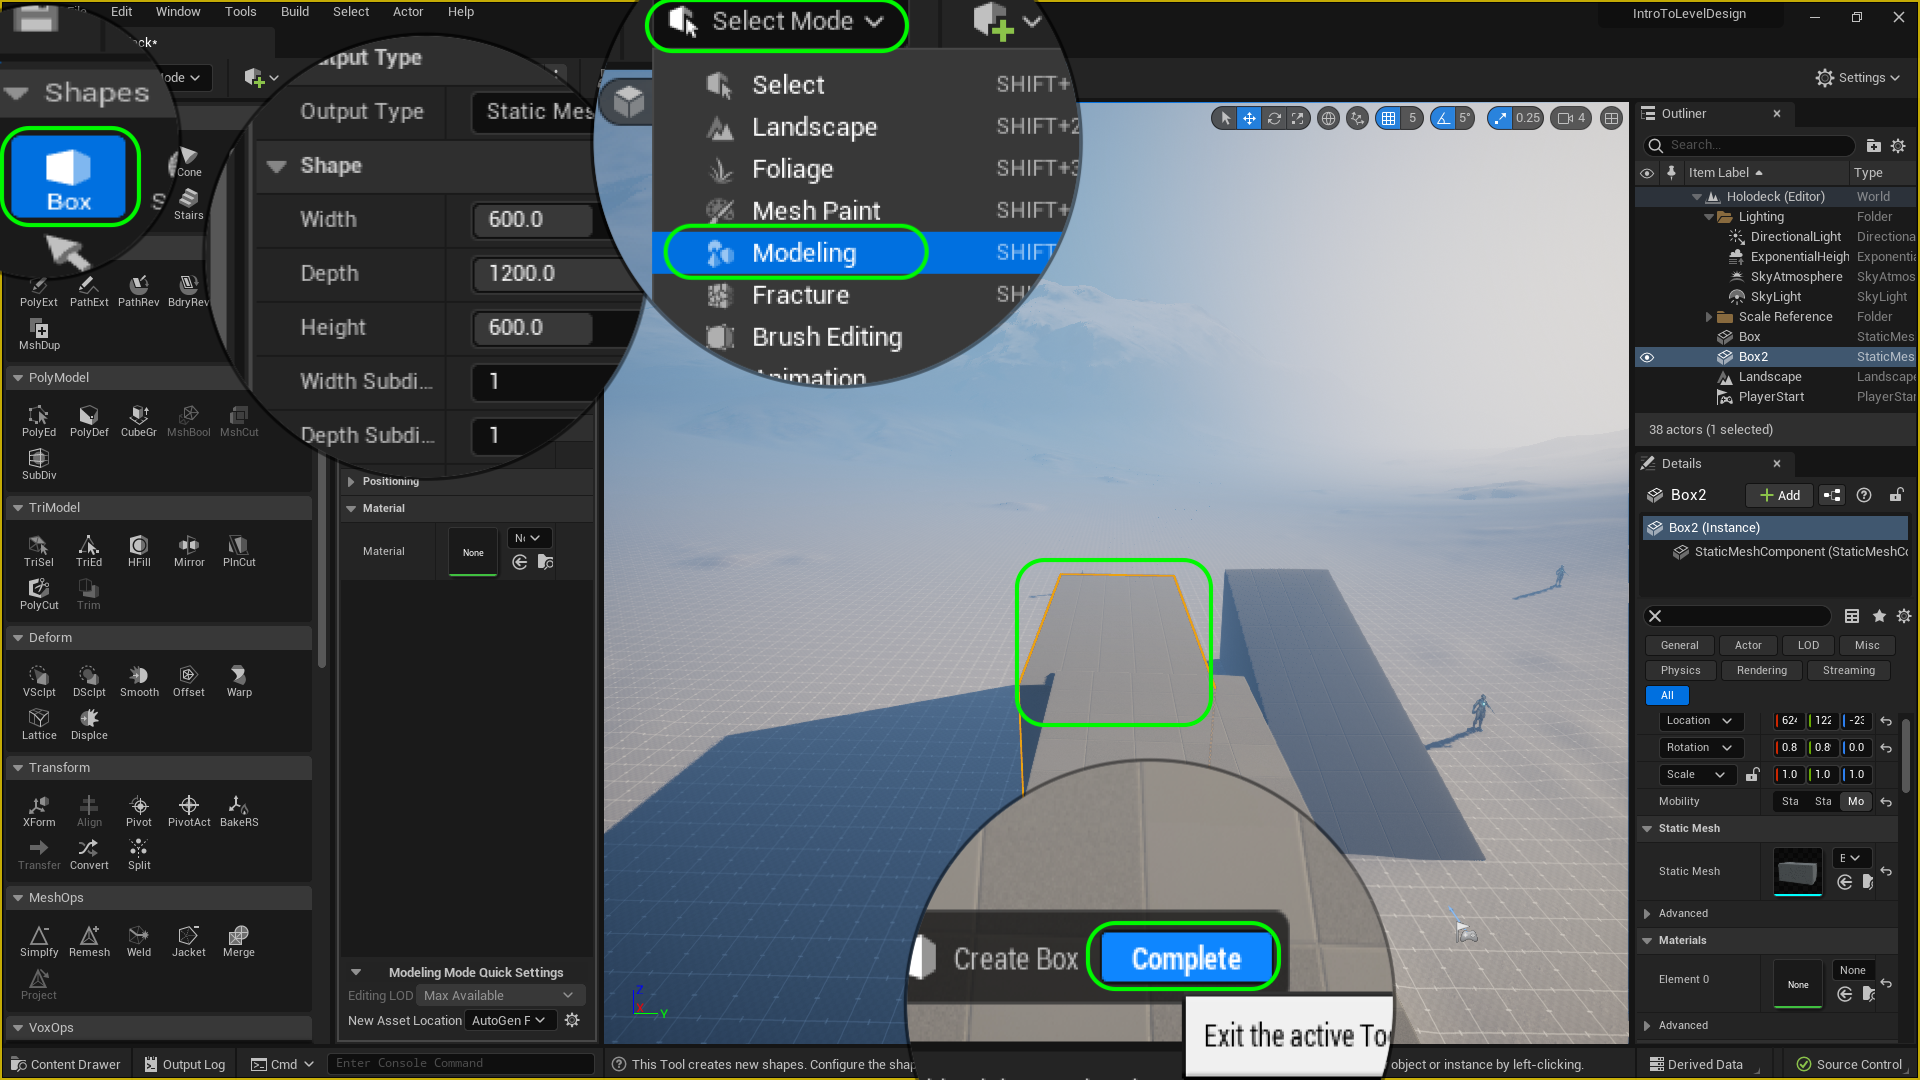 File Edit Window Tools Build Select Actor Help
IntroToLevelDesign
Settings
Shapes
Box
Cone
Stairs
PolyExt PathExt PathRev BdryRev
MshDup
PolyModel
PolyEd PolyDef CubeGr MshBool MshCut
SubDiv
TriModel
TriSel TriEd HFill Mirror PlnCut
PolyCut Trim
Deform
VSclpt DSclpt Smooth Offset Warp
Lattice Displce
Transform
XForm Align Pivot PivotAct BakeRS
Transfer Convert Split
MeshOps
Simplfy Remesh Weld Jacket Merge
Project
VoxOps
Output Type
Output Type Static Mes
Shape
Width 600.0
Depth 1200.0
Height 600.0
Width Subdi... 1
Depth Subdi... 1
Positioning
Material
Material None
Modeling Mode Quick Settings
Editing LOD Max Available
New Asset Location AutoGen F
Select Mode
Select SHIFT+
Landscape SHIFT+2
Foliage SHIFT+3
Mesh Paint SHIFT+
Modeling SHIFT
Fracture SHI
Brush Editing
Animation
5 5° 0.25 4
Z
X
Y
Create Box Complete
Exit the active Too
Outliner
Search...
Item Label Type
Holodeck (Editor) World
Lighting Folder
DirectionalLight Directiona
ExponentialHeigh Exponentia
SkyAtmosphere SkyAtmos
SkyLight SkyLight
Scale Reference Folder
Box StaticMes
Box2 StaticMes
Landscape Landscape
PlayerStart PlayerStar
38 actors (1 selected)
Details
Box2 Add
Box2 (Instance)
StaticMeshComponent (StaticMeshCo
General Actor LOD Misc
Physics Rendering Streaming
All
Location 624 122 -23
Rotation 0.8 0.8 0.0
Scale 1.0 1.0 1.0
Mobility Sta Sta Mo
Static Mesh
Static Mesh
Advanced
Materials
Element 0 None None
Advanced
Content Drawer Output Log Cmd Enter Console Command
This Tool creates new shapes. Configure the shap
object or instance by left-clicking.
Derived Data Source Control